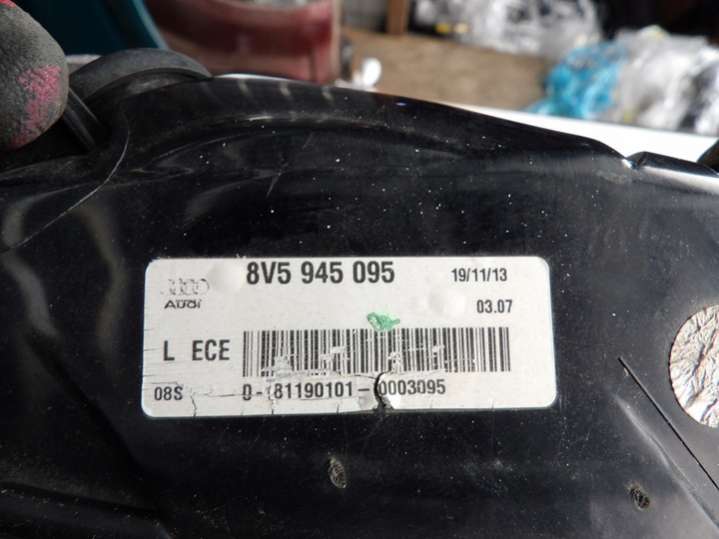 8V5 945 095 19/11/13
Audi 03.07
L ECE
08S 0-81190101-0003095